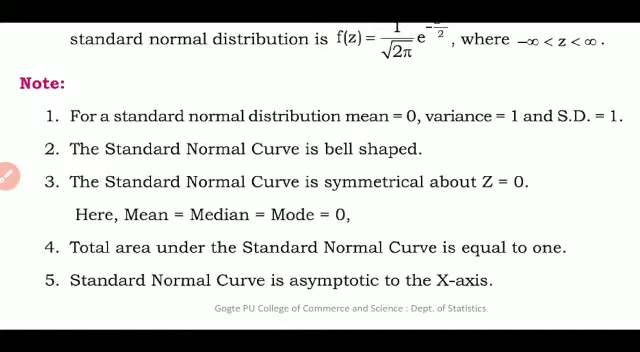 standard normal distribution is f(z) = 1/√2π e^-z²/2, where -∞ < z < ∞.
Note:
1. For a standard normal distribution mean = 0, variance = 1 and S.D. = 1.
2. The Standard Normal Curve is bell shaped.
3. The Standard Normal Curve is symmetrical about Z = 0.
Here, Mean = Median = Mode = 0,
4. Total area under the Standard Normal Curve is equal to one.
5. Standard Normal Curve is asymptotic to the X-axis.
Gogte PU College of Commerce and Science : Dept. of Statistics